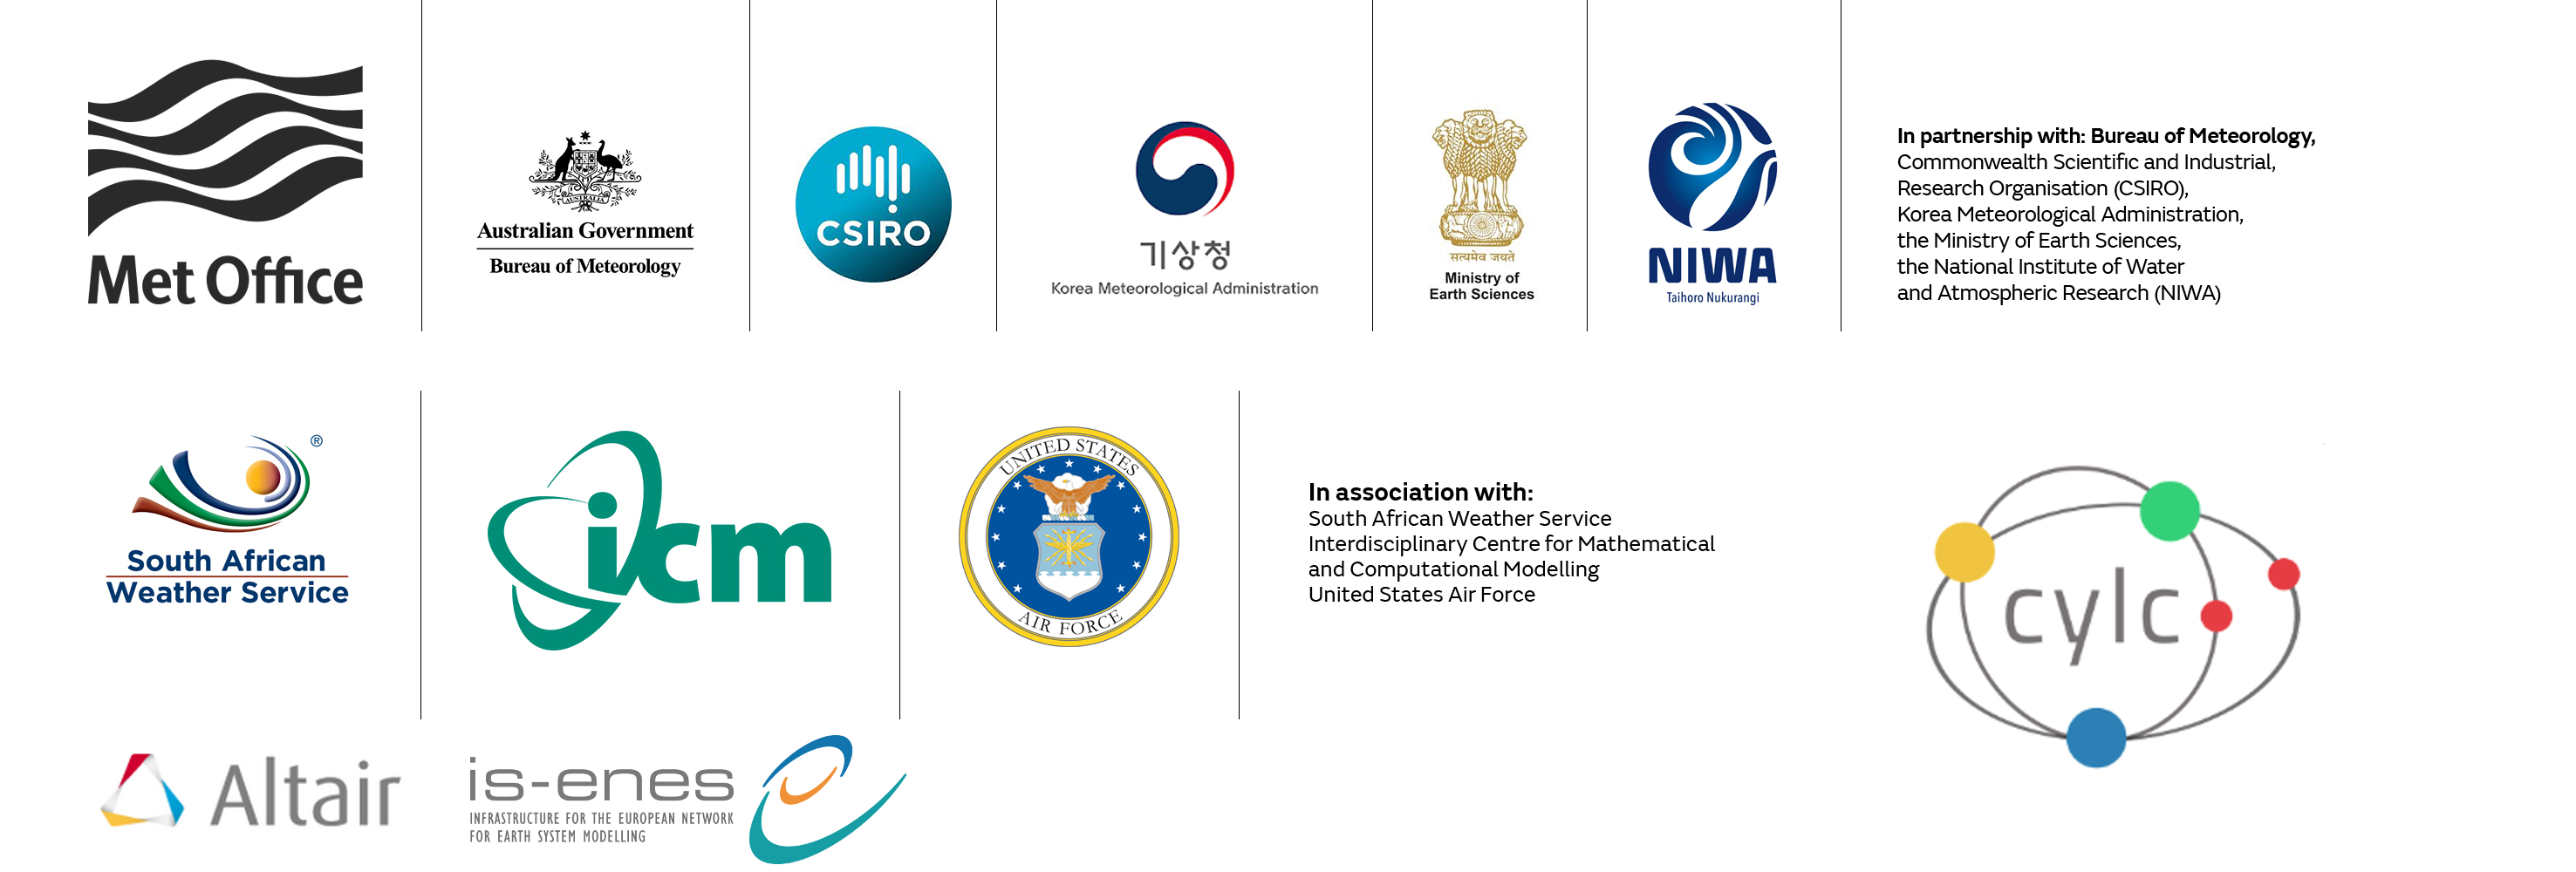 Met Office
AUSTRALIA
Australian Government
Bureau of Meteorology
CSIRO
기상청
Korea Meteorological Administration
सत्यमेव जयते
Ministry of
Earth Sciences
NIWA
Taihoro Nukurangi
In partnership with: Bureau of Meteorology,
Commonwealth Scientific and Industrial,
Research Organisation (CSIRO),
Korea Meteorological Administration,
the Ministry of Earth Sciences,
the National Institute of Water
and Atmospheric Research (NIWA)
®
South African
Weather Service
icm
UNITED STATES
AIR FORCE
In association with:
South African Weather Service
Interdisciplinary Centre for Mathematical
and Computational Modelling
United States Air Force
cylc
Altair
is-enes
INFRASTRUCTURE FOR THE EUROPEAN NETWORK
FOR EARTH SYSTEM MODELLING